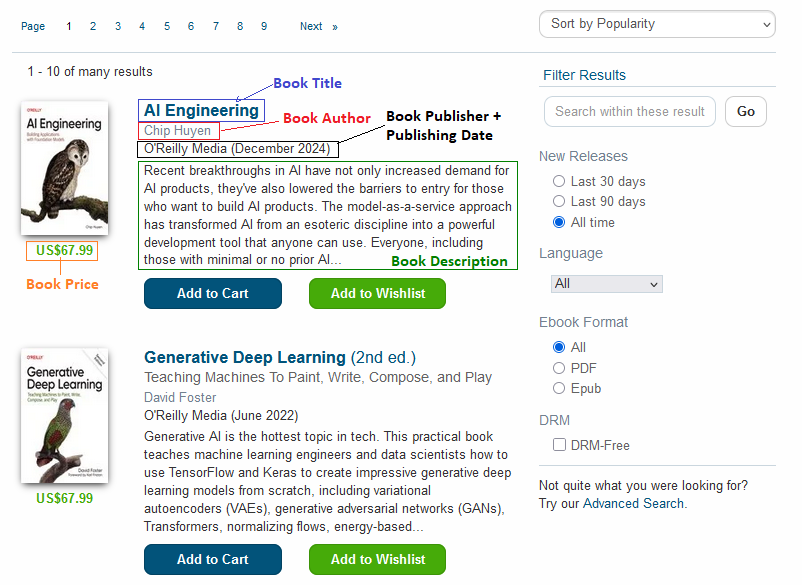 Page 1 2 3 4 5 6 7 8 9 Next »
Sort by Popularity
1 - 10 of many results
Book Title
O'REILLY
AI Engineering
Building Applications
with Foundation Models
Chip Huyen
US$67.99
Book Price
AI Engineering
Chip Huyen
Book Author
O'Reilly Media (December 2024)
Book Publisher +
Publishing Date
Recent breakthroughs in AI have not only increased demand for
AI products, they've also lowered the barriers to entry for those
who want to build AI products. The model-as-a-service approach
has transformed AI from an esoteric discipline into a powerful
development tool that anyone can use. Everyone, including
those with minimal or no prior AI...
Book Description
Add to Cart
Add to Wishlist
O'REILLY
Generative
Deep Learning
Teaching Machines to Paint, Write,
Compose, and Play
David Foster
US$67.99
Generative Deep Learning (2nd ed.)
Teaching Machines To Paint, Write, Compose, and Play
David Foster
O'Reilly Media (June 2022)
Generative AI is the hottest topic in tech. This practical book
teaches machine learning engineers and data scientists how to
use TensorFlow and Keras to create impressive generative deep
learning models from scratch, including variational
autoencoders (VAEs), generative adversarial networks (GANs),
Transformers, normalizing flows, energy-based...
Add to Cart
Add to Wishlist
Filter Results
Search within these result
Go
New Releases
Last 30 days
Last 90 days
All time
Language
All
Ebook Format
All
PDF
Epub
DRM
DRM-Free
Not quite what you were looking for?
Try our Advanced Search.